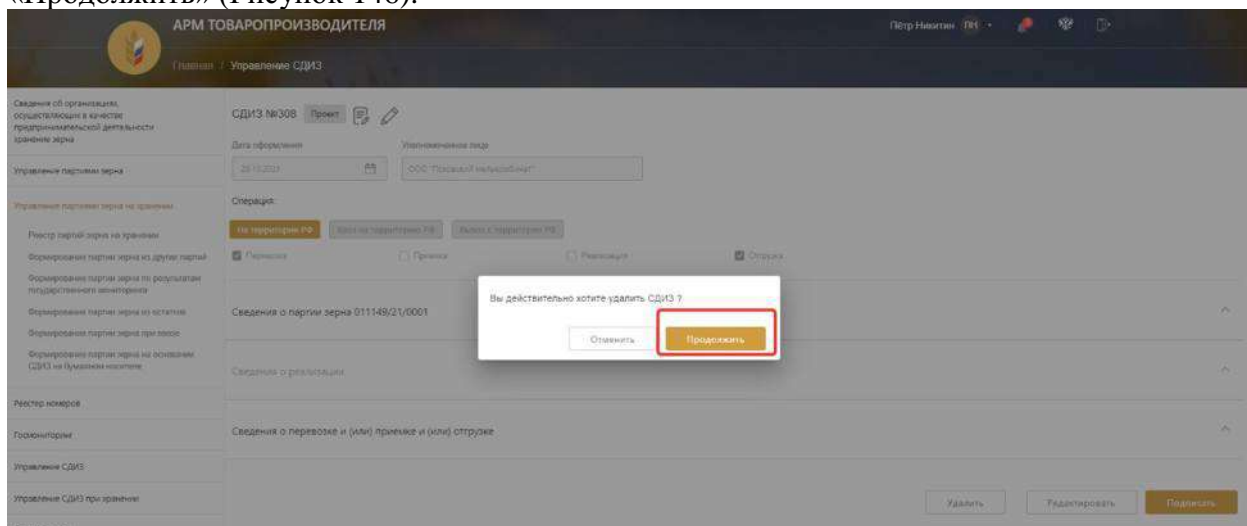 «Продолжить» (Рисунок 148).
АРМ ТОВАРОПРОИЗВОДИТЕЛЯ
Пётр Никитин ПН
Главная / Управление СДИЗ
Сведения об организациях,
осуществляющих в качестве
предпринимательской деятельности
хранение зерна
Управление партиями зерна
Управление партиями зерна на хранении
Реестр партий зерна на хранении
Формирование партии зерна из других партий
Формирование партии зерна по результатам
государственного мониторинга
Формирование партии зерна из остатков
Формирование партии зерна при ввозе
Формирование партии зерна на основании
СДИЗ на бумажном носителе
Реестр номеров
Госмониторинг
Управление СДИЗ
Управление СДИЗ при хранении
СДИЗ №308 Проект
Дата оформления Уполномоченное лицо
ООО
Операция:
На территории РФ Ввоз на территорию РФ Вывоз с территории РФ
Перевозка Приемка Реализация Отгрузка
Сведения о партии зерна 011149/21/0001
Вы действительно хотите удалить СДИЗ ?
Отменить Продолжить
Сведения о реализации
Сведения о перевозке и (или) приемке и (или) отгрузке
Удалить Редактировать Подписать